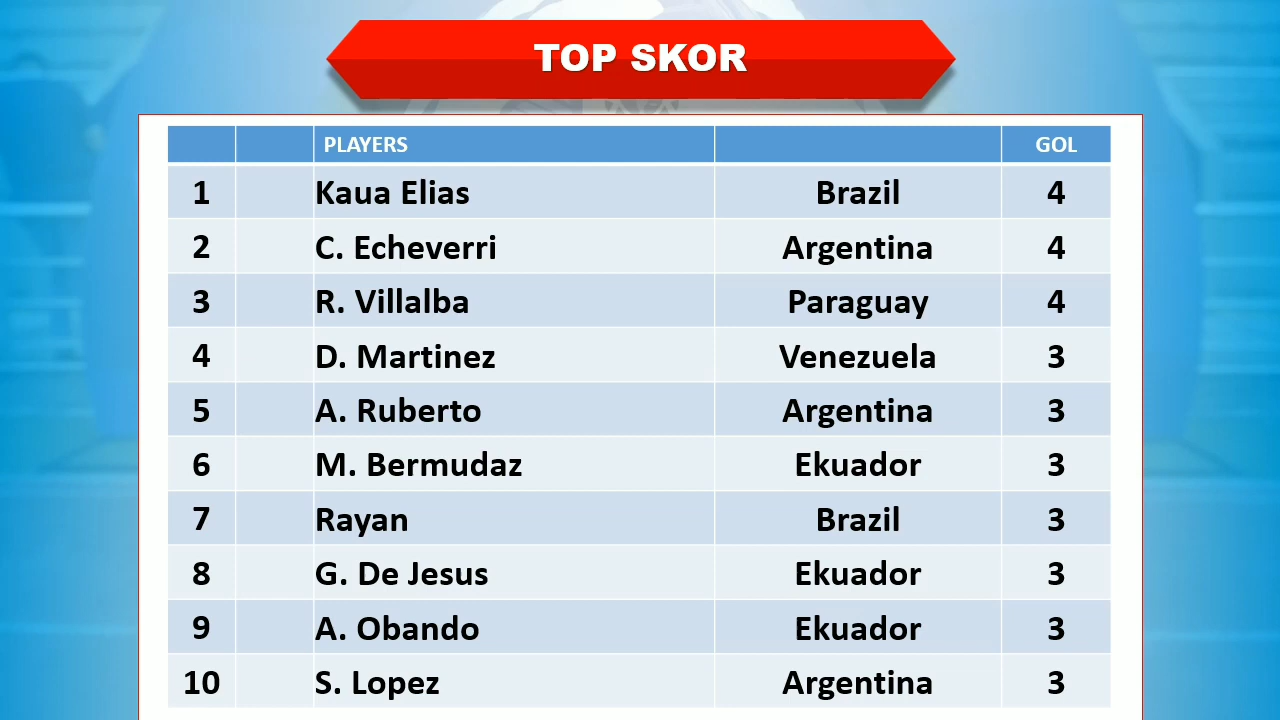 TOP SKOR
PLAYERS GOL
1 Kaua Elias Brazil 4
2 C. Echeverri Argentina 4
3 R. Villalba Paraguay 4
4 D. Martinez Venezuela 3
5 A. Ruberto Argentina 3
6 M. Bermudaz Ekuador 3
7 Rayan Brazil 3
8 G. De Jesus Ekuador 3
9 A. Obando Ekuador 3
10 S. Lopez Argentina 3